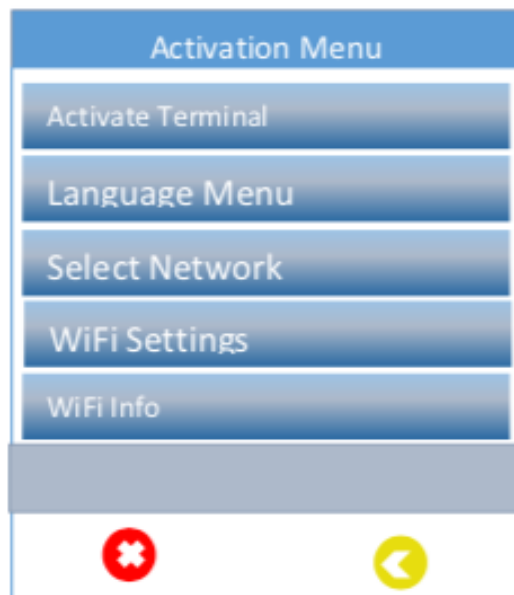 Activation Menu
Activate Terminal
Language Menu
Select Network
WiFi Settings
WiFi Info